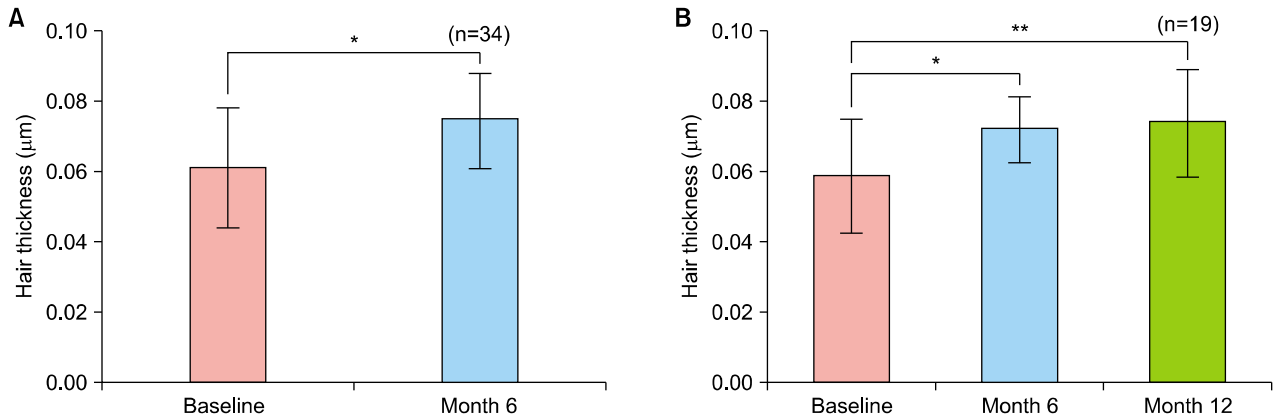 A
Hair thickness (μm)
0.10
0.08
0.06
0.04
0.02
0.00
*
(n=34)
Baseline
Month 6
B
Hair thickness (μm)
0.10
0.08
0.06
0.04
0.02
0.00
**
(n=19)
*
Baseline
Month 6
Month 12